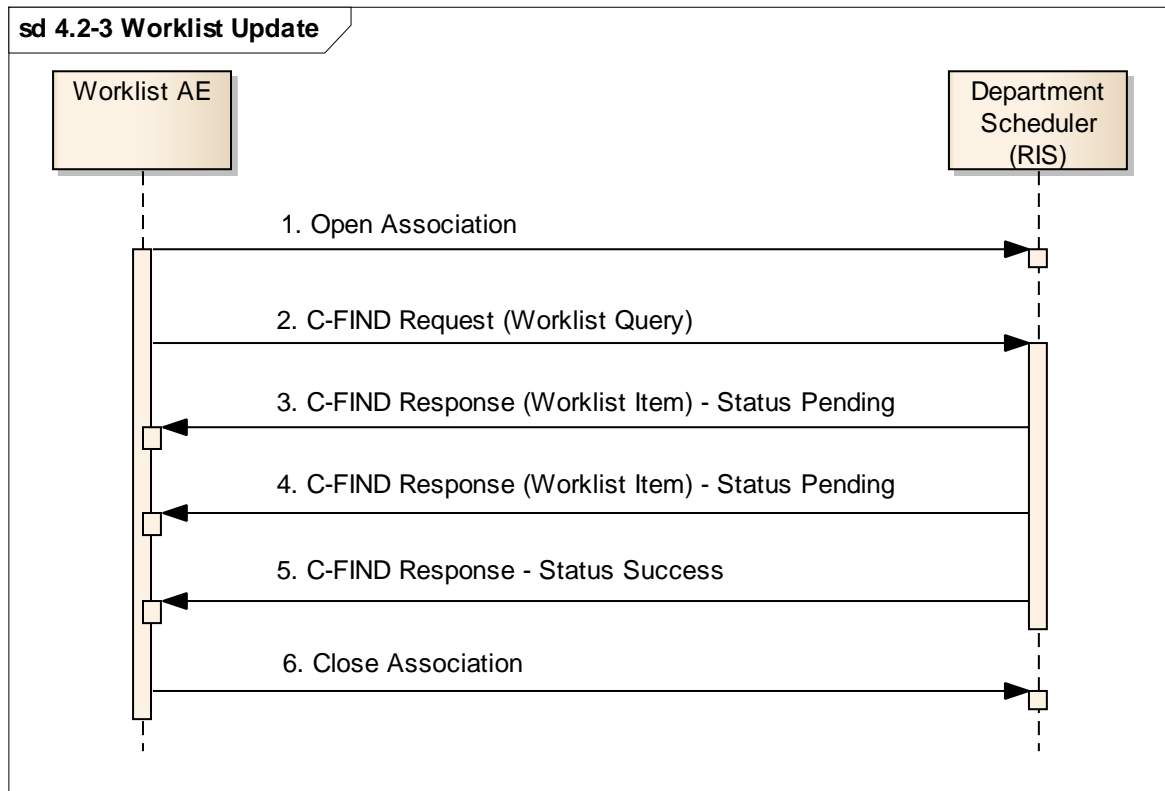 sd 4.2-3 Worklist Update
Worklist AE
Department
Scheduler
(RIS)
1. Open Association
2. C-FIND Request (Worklist Query)
3. C-FIND Response (Worklist Item) - Status Pending
4. C-FIND Response (Worklist Item) - Status Pending
5. C-FIND Response - Status Success
6. Close Association